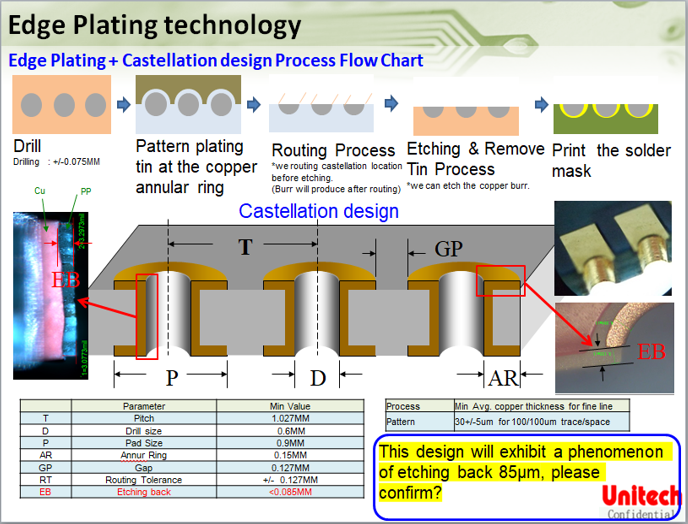 Edge Plating technology
Edge Plating + Castellation design Process Flow Chart
Drill
Drilling : +/-0.075MM
Pattern plating
tin at the copper
annular ring
Routing Process
*we routing castellation location
before etching.
(Burr will produce after routing)
Etching & Remove
Tin Process
*we can etch the copper burr.
Print the solder
mask
Cu
PP
EB
Castellation design
T
GP
P
D
AR
EB
Parameter Min Value
T Pitch 1.027MM
D Drill size 0.6MM
P Pad Size 0.9MM
AR Annur Ring 0.15MM
GP Gap 0.127MM
RT Routing Tolerance +/- 0.127MM
EB Etching back <0.085MM
Process Min Avg. copper thickness for fine line
Pattern 30+/-5um for 100/100um trace/space
This design will exhibit a phenomenon
of etching back 85μm, please
confirm?
Unitech
Confidential